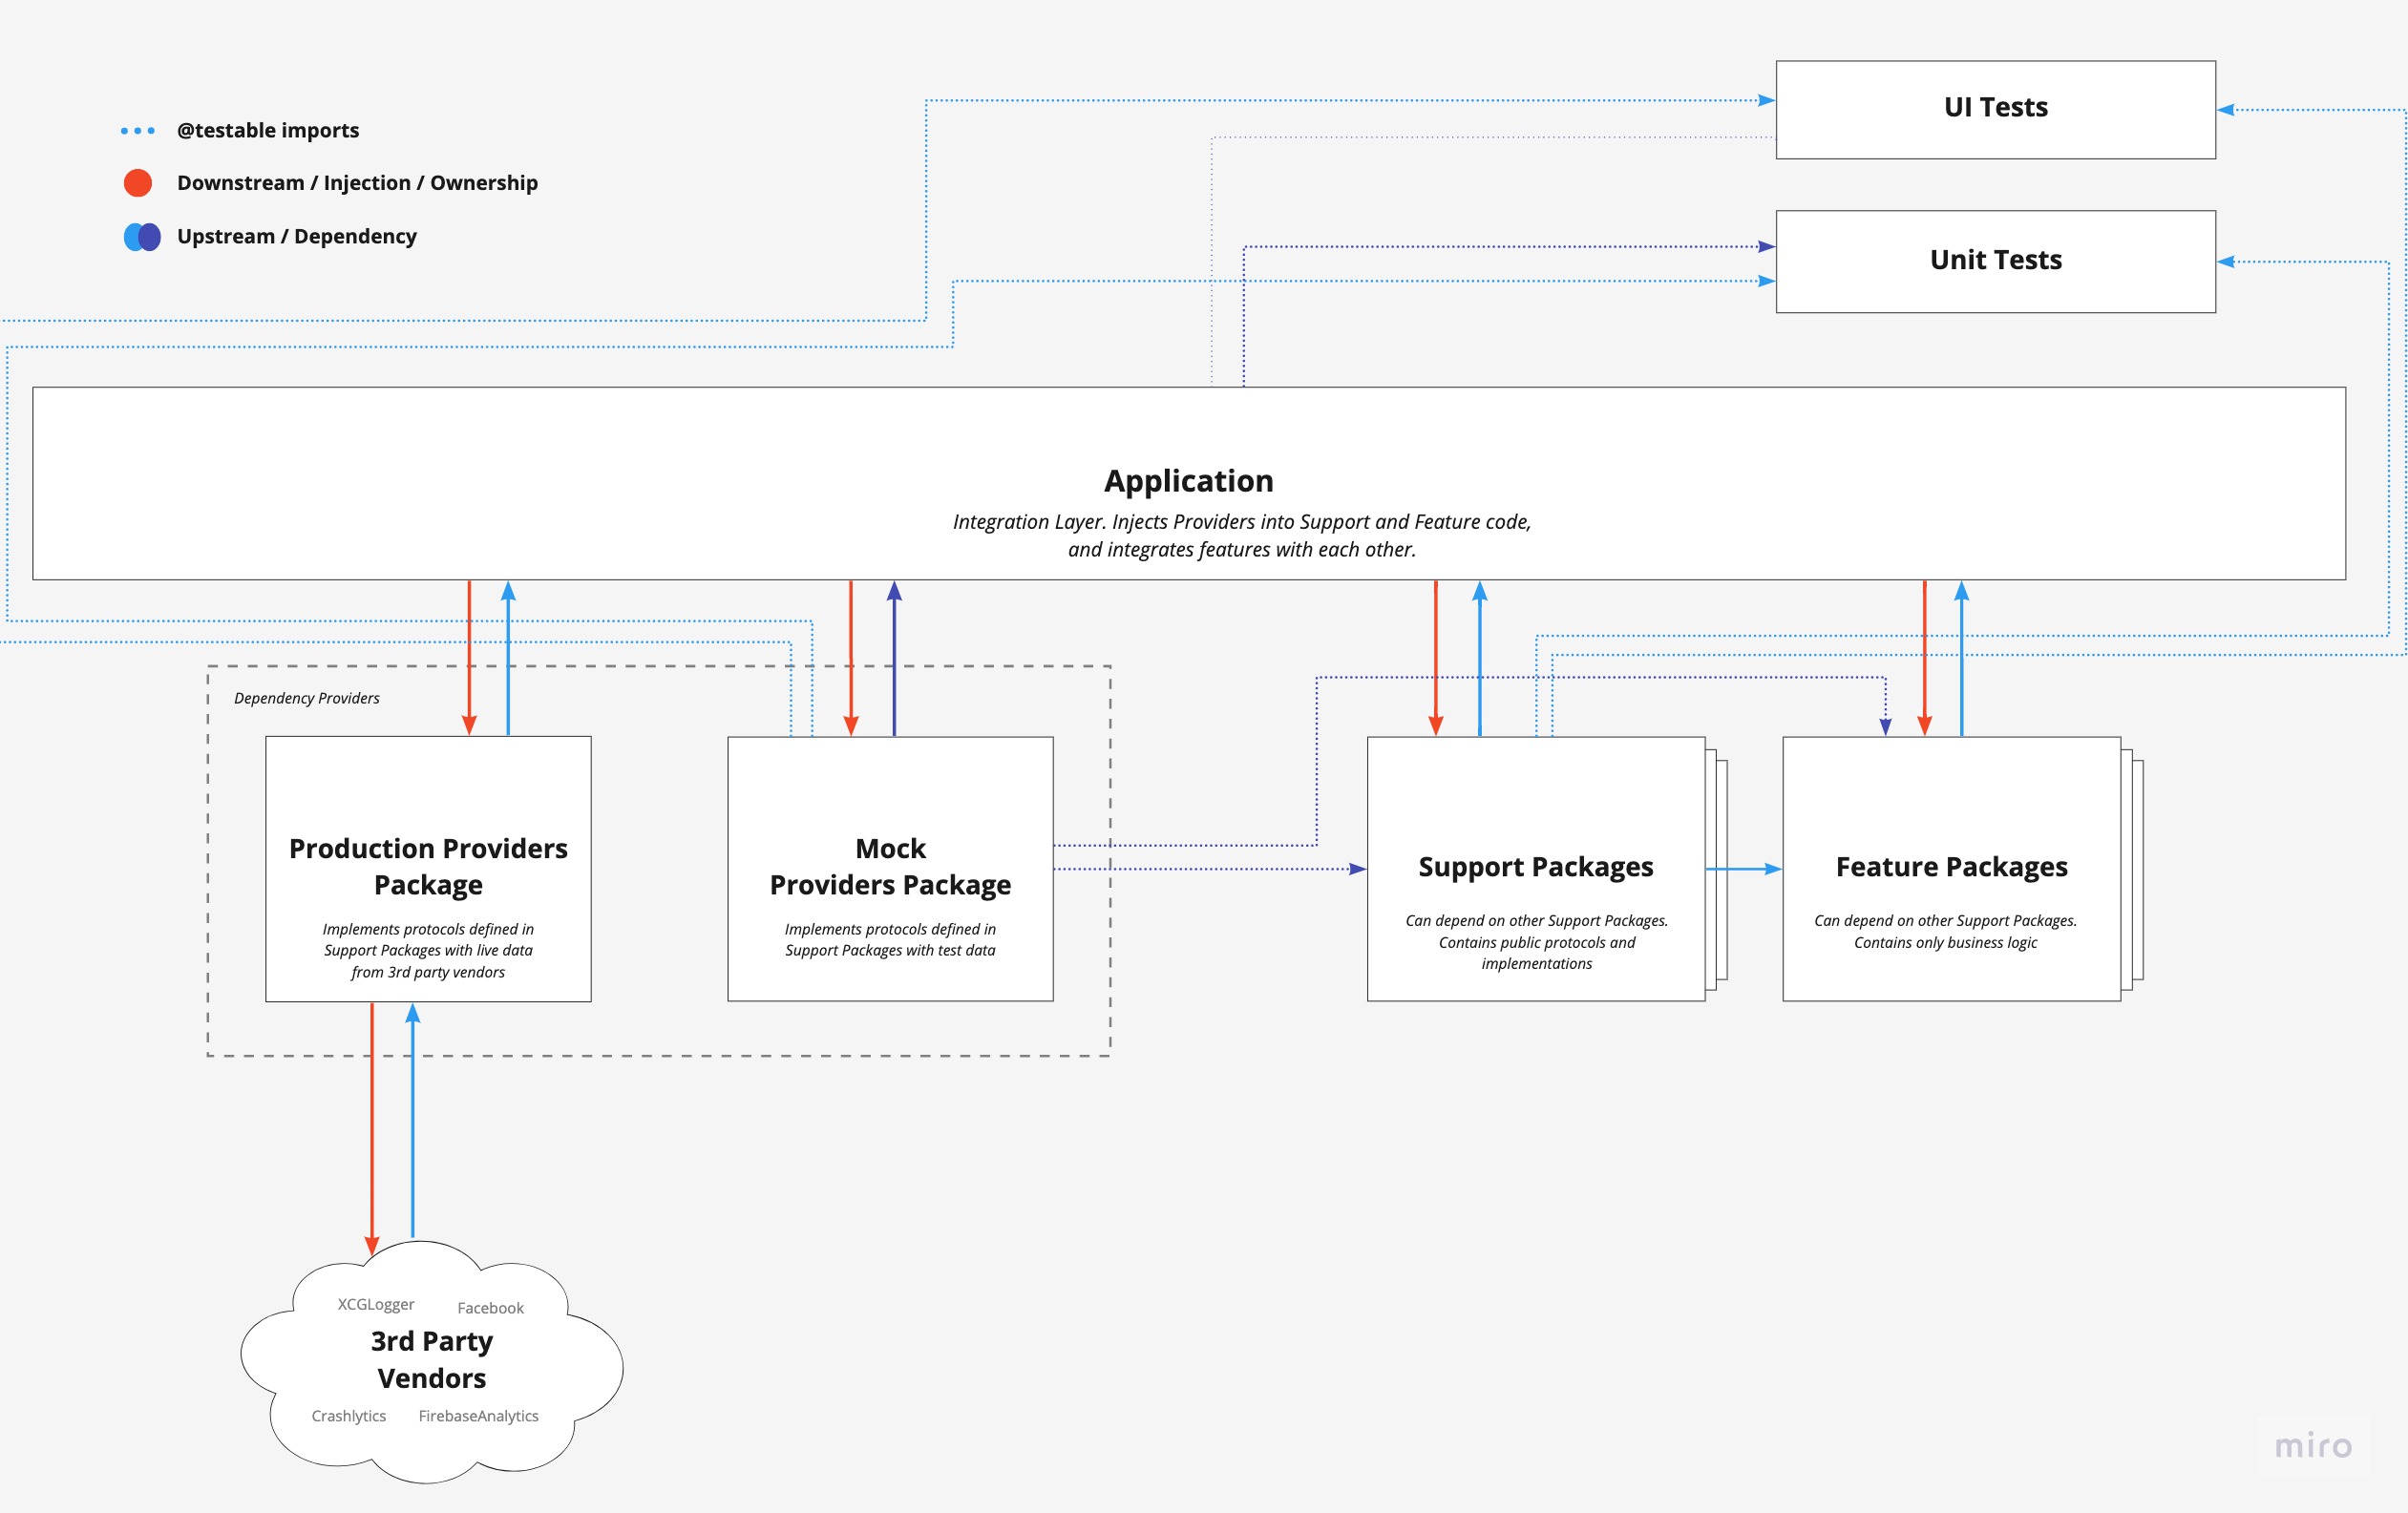 @testable imports
Downstream / Injection / Ownership
Upstream / Dependency
UI Tests
Unit Tests
Application
Integration Layer. Injects Providers into Support and Feature code,
and integrates features with each other.
Dependency Providers
Production Providers
Package
Implements protocols defined in
Support Packages with live data
from 3rd party vendors
Mock
Providers Package
Implements protocols defined in
Support Packages with test data
Support Packages
Can depend on other Support Packages.
Contains public protocols and
implementations
Feature Packages
Can depend on other Support Packages.
Contains only business logic
XCGLogger
Facebook
3rd Party
Vendors
Crashlytics
FirebaseAnalytics
miro